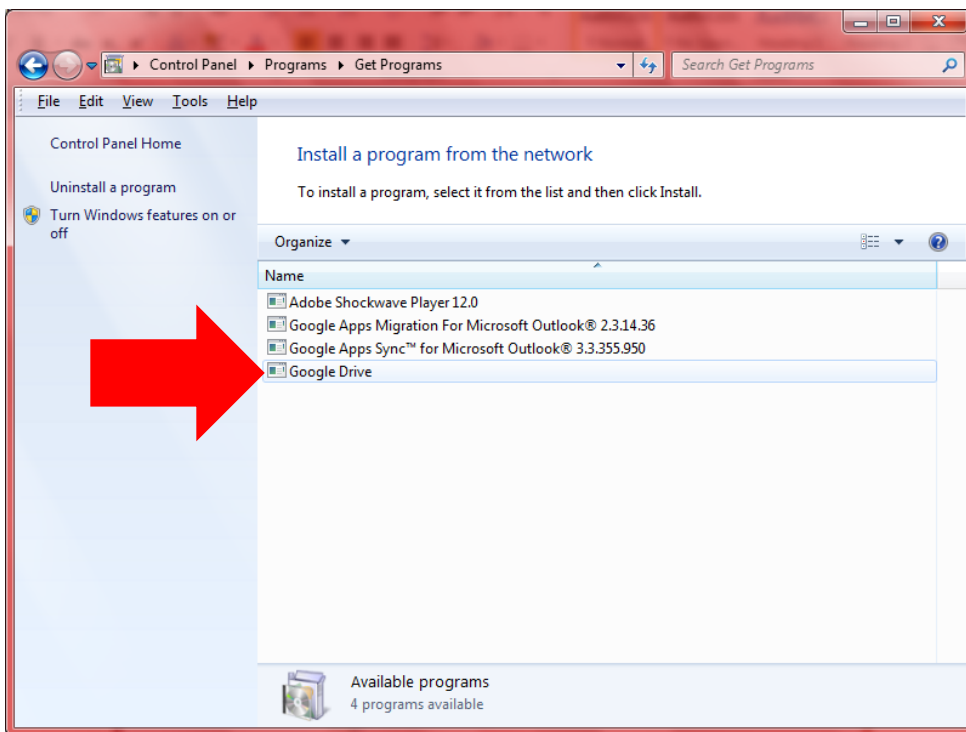 Control Panel Programs Get Programs Search Get Programs
File Edit View Tools Help
Control Panel Home
Uninstall a program
Turn Windows features on or
off
Install a program from the network
To install a program, select it from the list and then click Install.
Organize
Name
Adobe Shockwave Player 12.0
Google Apps Migration For Microsoft Outlook® 2.3.14.36
Google Apps Sync™ for Microsoft Outlook® 3.3.355.950
Google Drive
Available programs
4 programs available